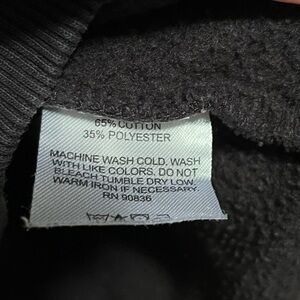 65% COTTON
35% POLYESTER
MACHINE WASH COLD. WASH
WITH LIKE COLORS. DO NOT
BLEACH TUMBLE DRY LOW.
WARM IRON IF NECESSARY
RN 90836